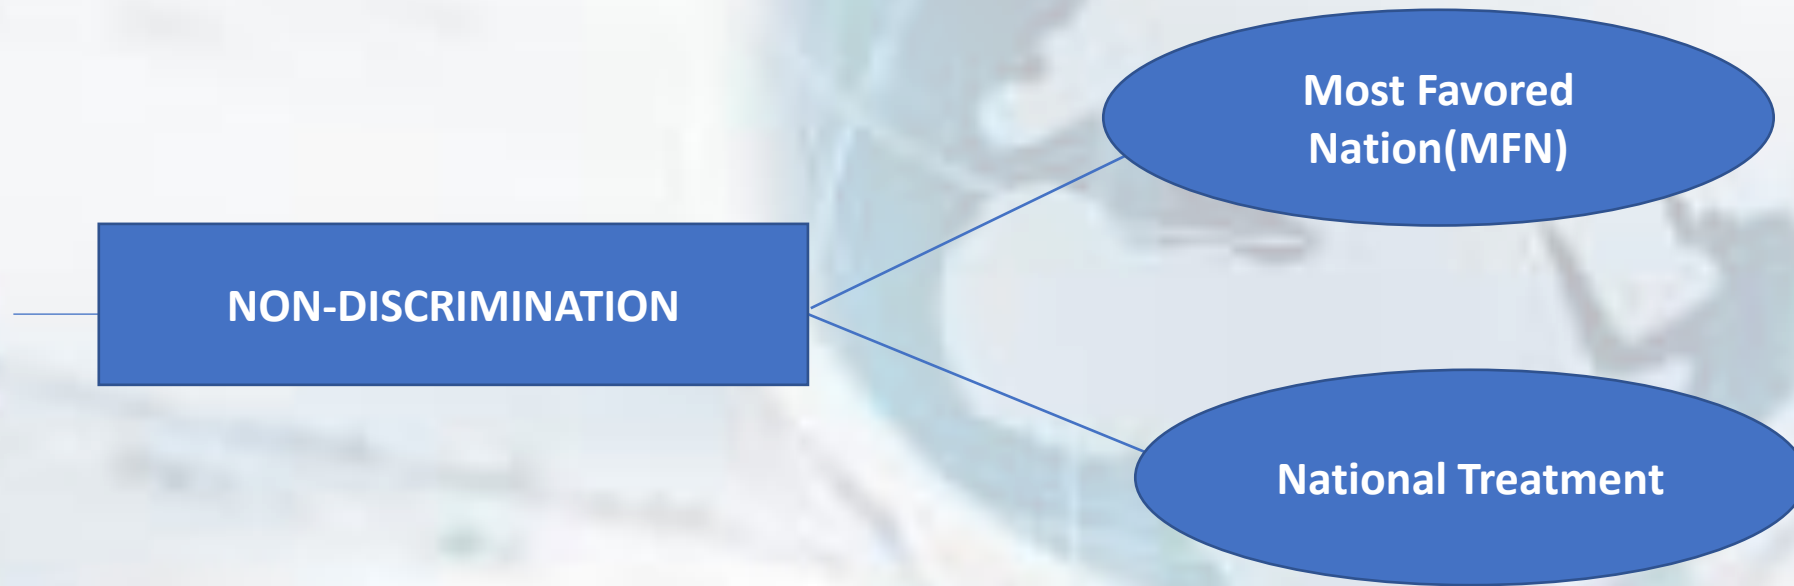 Most Favored
Nation(MFN)
NON-DISCRIMINATION
National Treatment